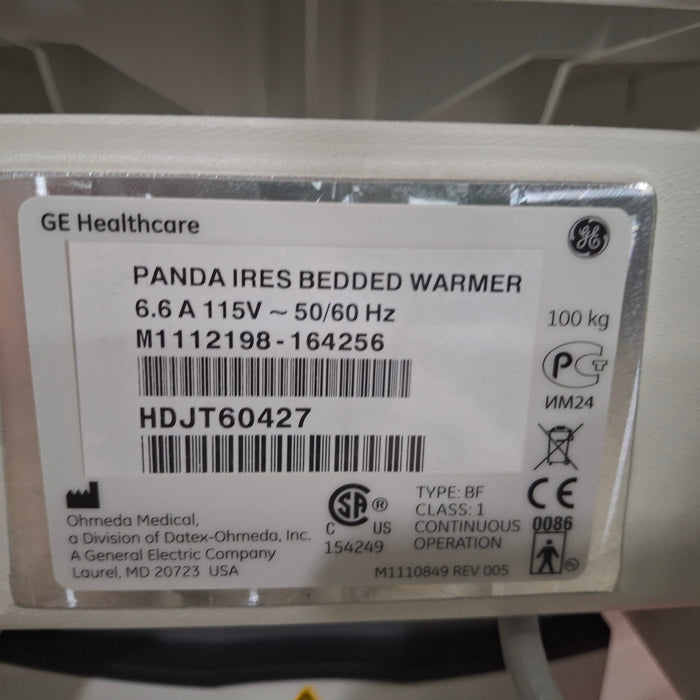 GE Healthcare
PANDA IRES BEDDED WARMER
6.6 A 115V ~ 50/60 Hz
M1112198-164256
HDJT60427
100 kg
ИМ24
Ohmeda Medical,
a Division of Datex-Ohmeda, Inc.
A General Electric Company
Laurel, MD 20723 USA
SA ®
C US
154249
TYPE: BF
CLASS: 1
CONTINUOUS
OPERATION
M1110849 REV 005
CE
0086